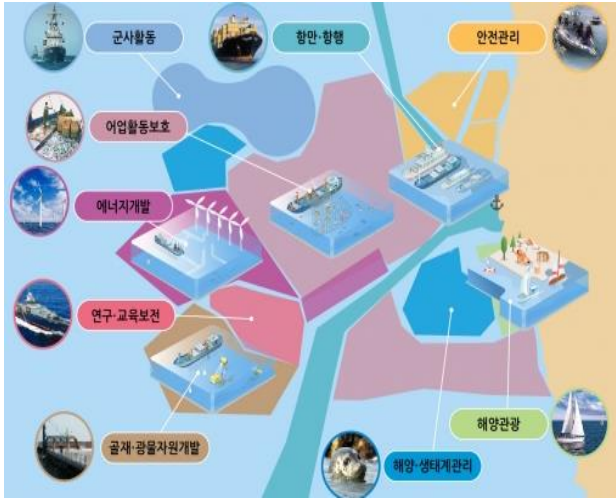 군사활동
항만·항행
안전관리
어업활동보호
에너지개발
연구·교육보전
골재·광물자원개발
해양·생태계관리
해양관광